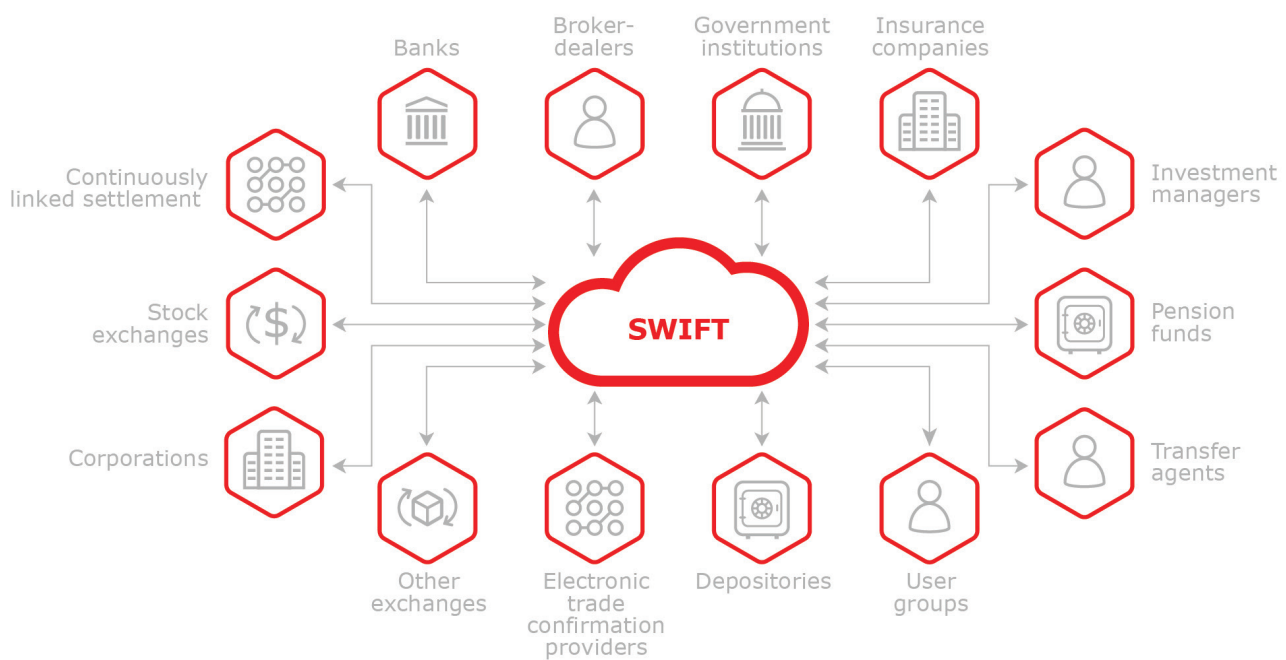 Banks
Broker-
dealers
Government
institutions
Insurance
companies
Continuously
linked settlement
Investment
managers
Stock
exchanges
$
SWIFT
Pension
funds
Corporations
Transfer
agents
Other
exchanges
Electronic
trade
confirmation
providers
Depositories
User
groups